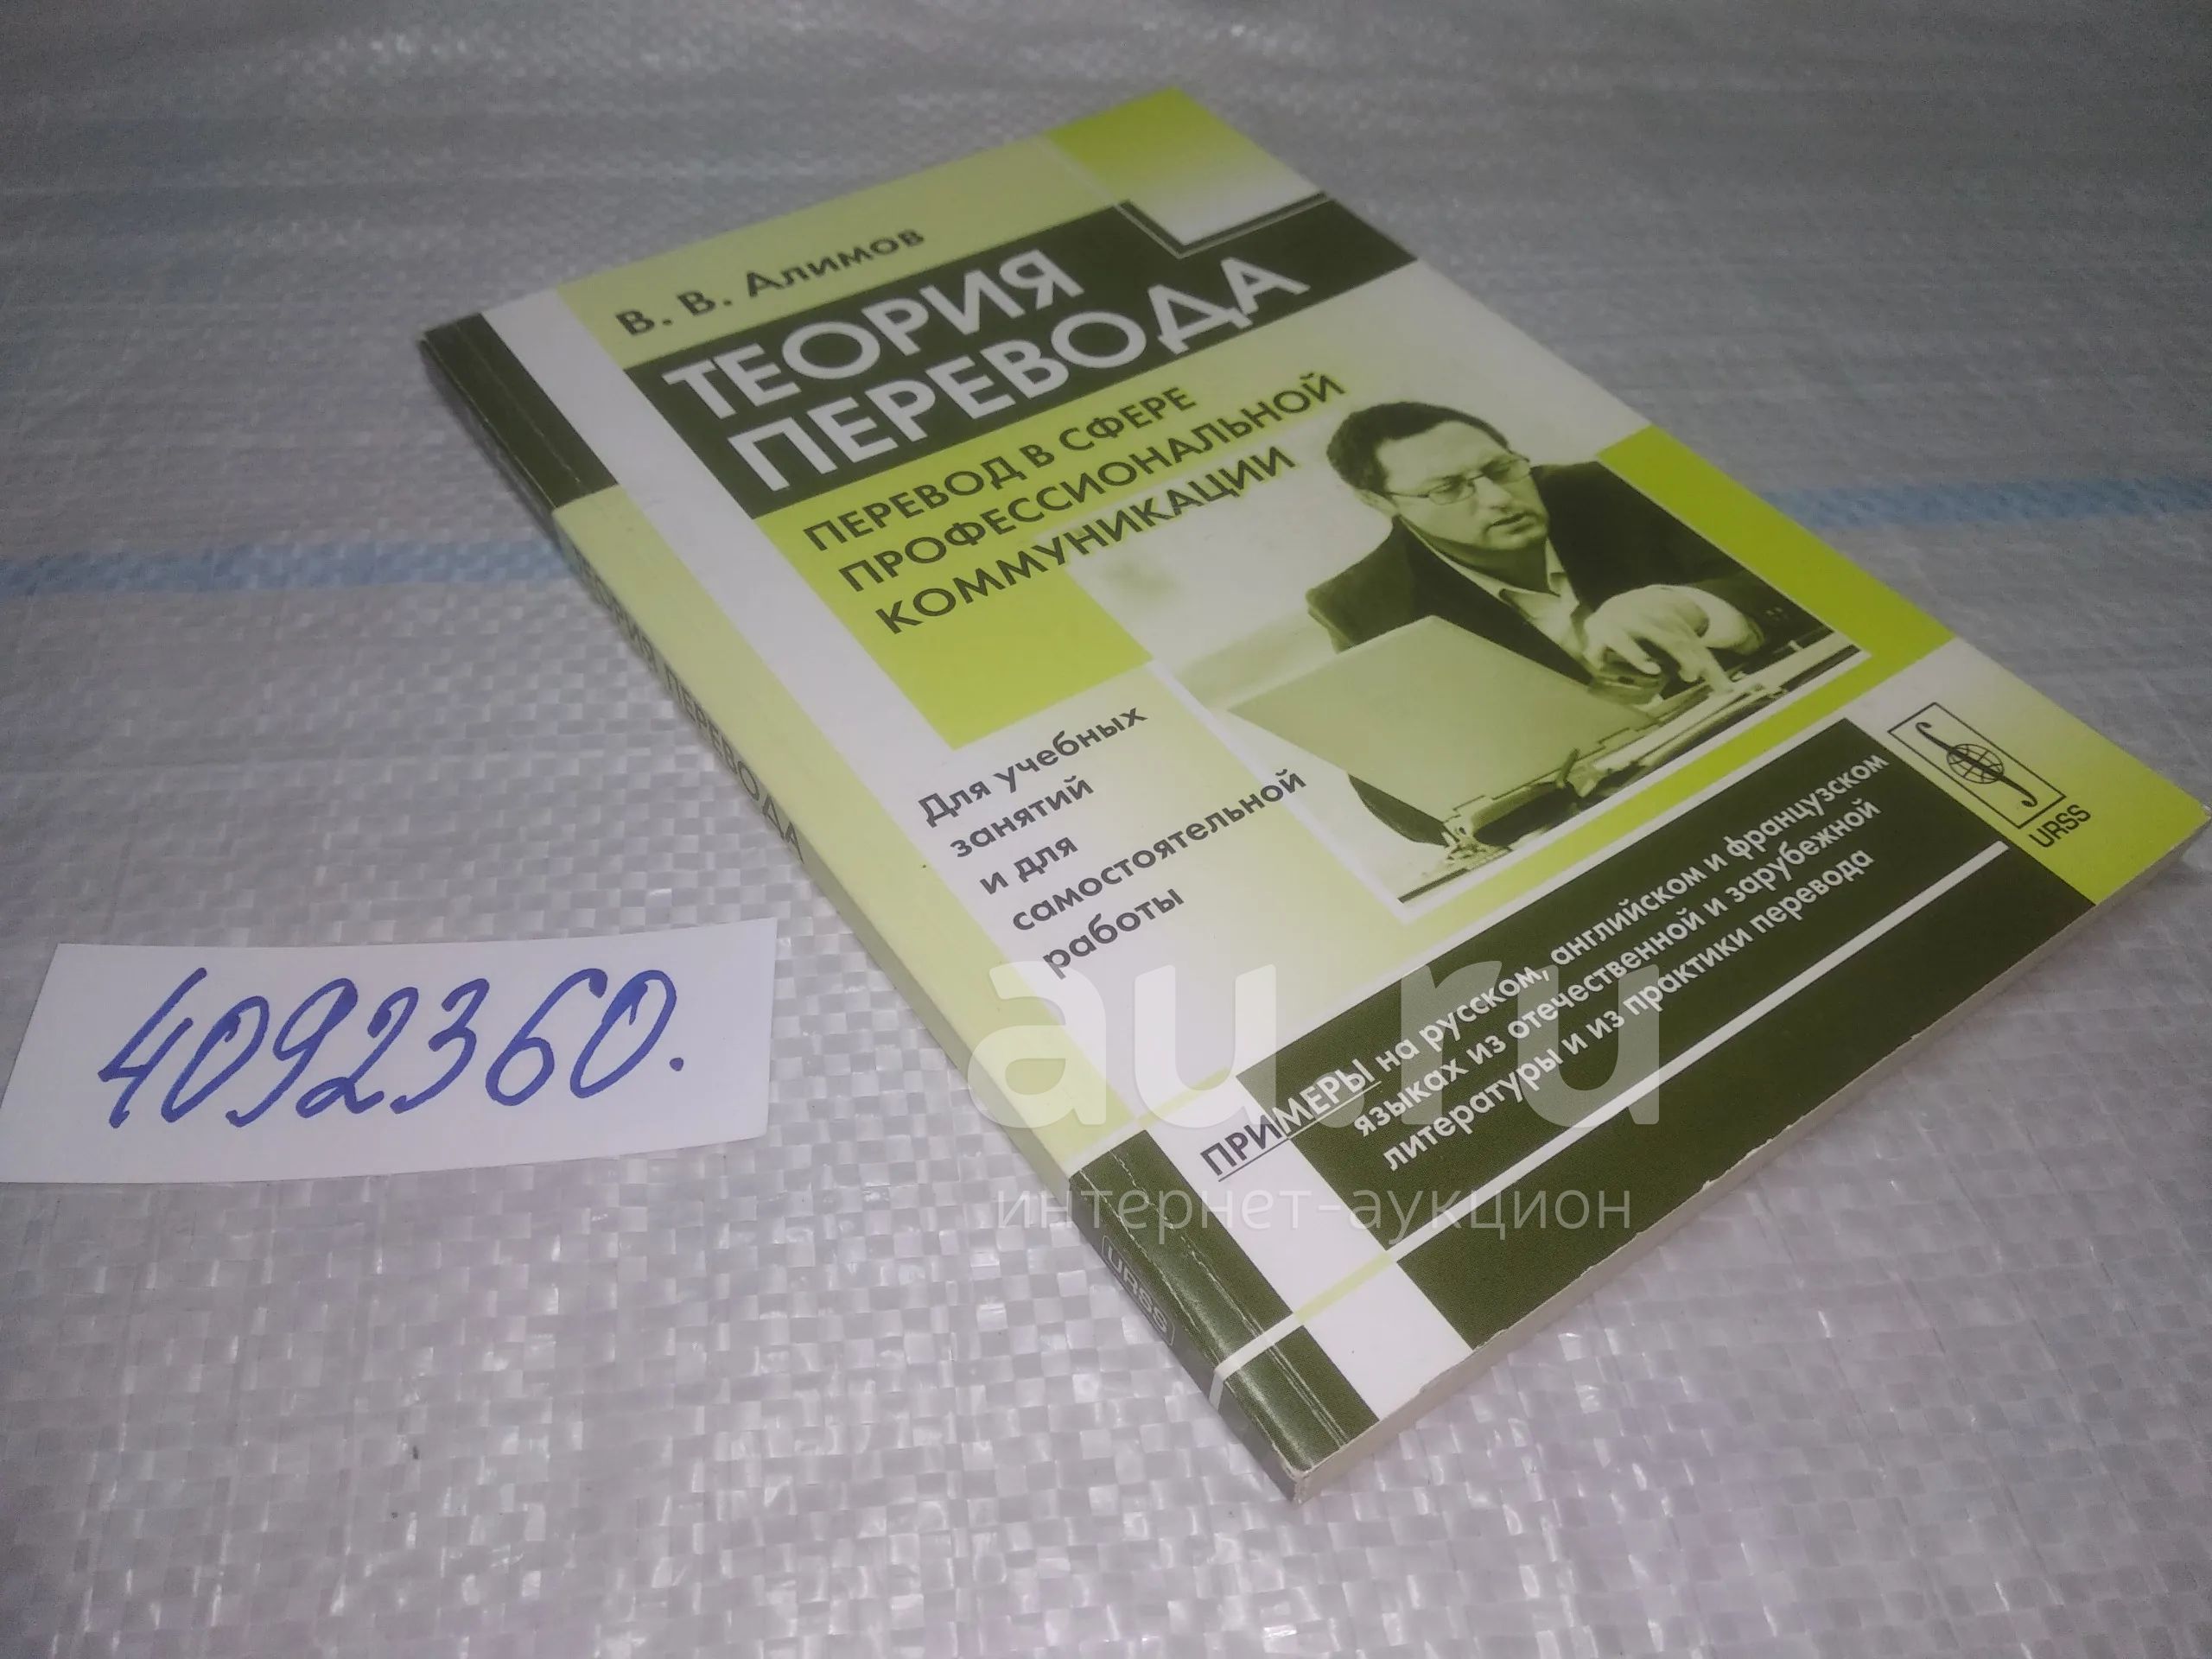 В. В. Алимов
ТЕОРИЯ
ПЕРЕВОДА
ПЕРЕВОД В СФЕРЕ
ПРОФЕССИОНАЛЬНОЙ
КОММУНИКАЦИИ
Для учебных
занятий
и для
самостоятельной
работы
URSS
ПРИМЕРЫ на русском, английском и французском
языках из отечественной и зарубежной
литературы и из практики перевода
ТЕОРИЯ ПЕРЕВОДА
URSS
4092360.
au.ru
интернет-аукцион